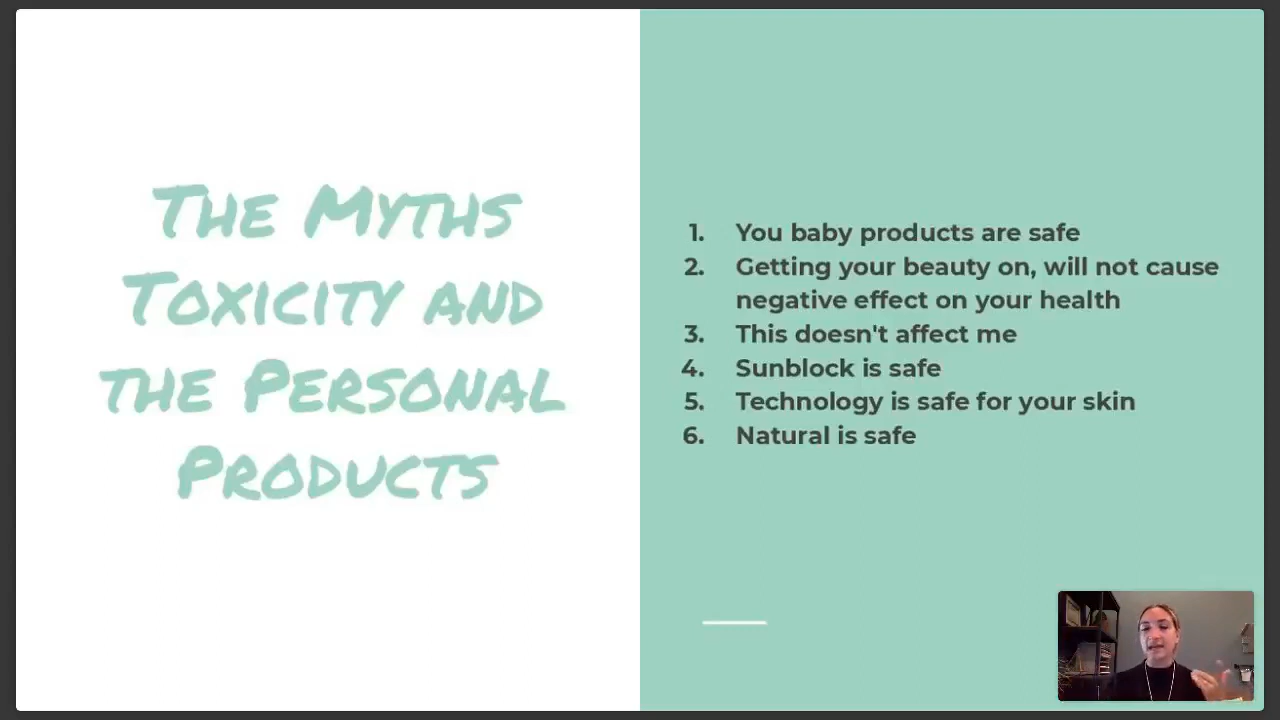 The Myths
Toxicity and
the Personal
Products
1. You baby products are safe
2. Getting your beauty on, will not cause
negative effect on your health
3. This doesn't affect me
4. Sunblock is safe
5. Technology is safe for your skin
6. Natural is safe